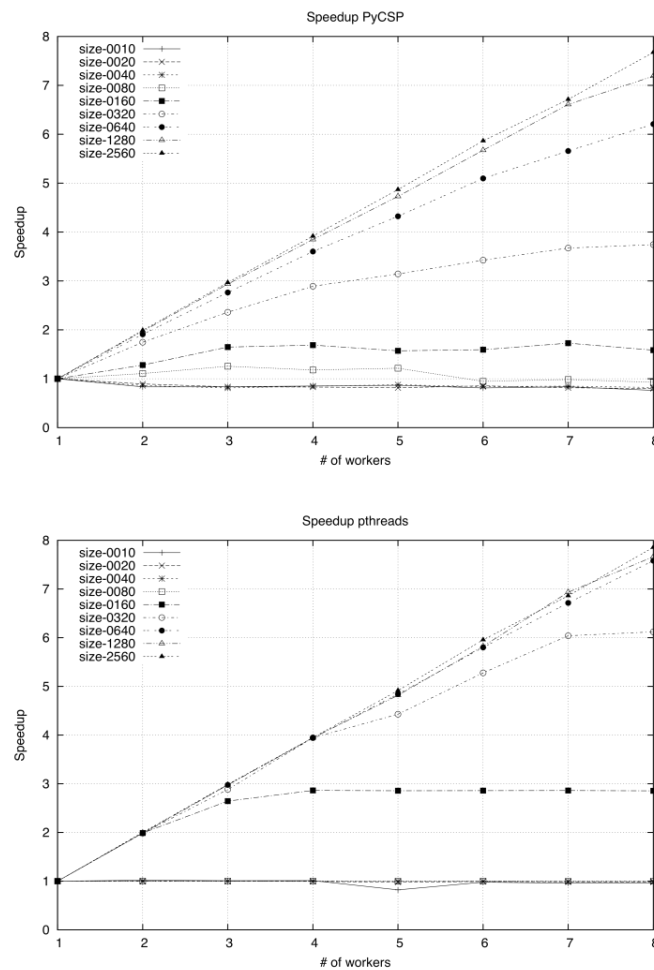 Speedup PyCSP
8
7
6
5
4
3
2
1
0
Speedup
size-0010
size-0020
size-0040
size-0080
size-0160
size-0320
size-0640
size-1280
size-2560
1 2 3 4 5 6 7 8
# of workers
Speedup pthreads
8
7
6
5
4
3
2
1
0
Speedup
size-0010
size-0020
size-0040
size-0080
size-0160
size-0320
size-0640
size-1280
size-2560
1 2 3 4 5 6 7 8
# of workers